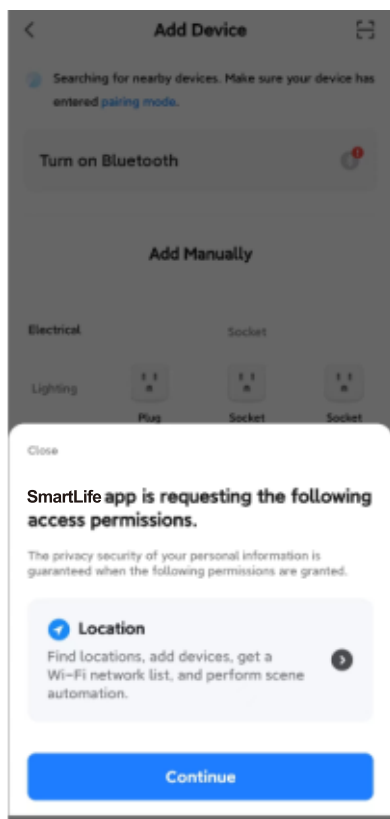 Add Device
Searching for nearby devices. Make sure your device has
entered pairing mode.
Turn on Bluetooth
Add Manually
Electrical
Socket
Lighting
Plug
Socket
Socket
Close
SmartLife app is requesting the following
access permissions.
The privacy security of your personal information is
guaranteed when the following permissions are granted.
Location
Find locations, add devices, get a
Wi-Fi network list, and perform scene
automation.
Continue